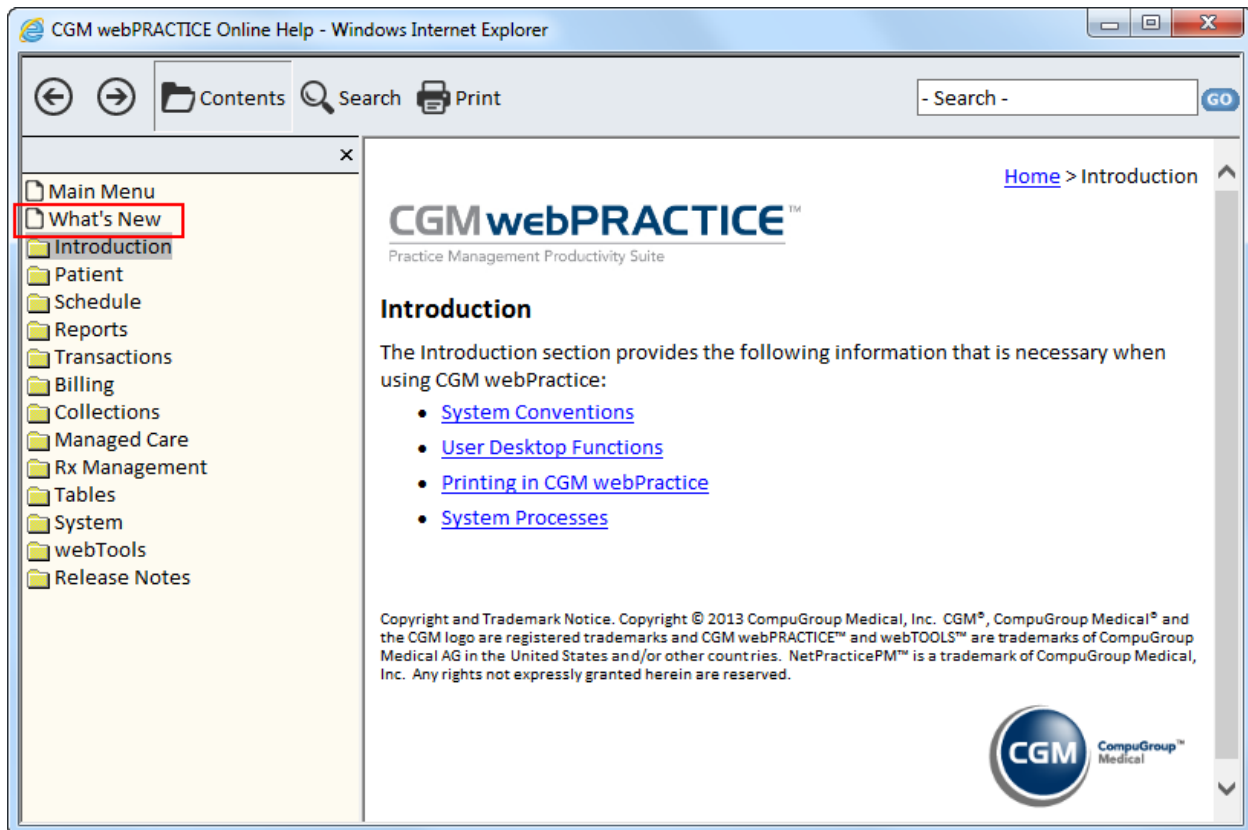 CGM webPRACTICE Online Help - Windows Internet Explorer
Contents Search Print - Search - GO
Main Menu
What's New
Introduction
Patient
Schedule
Reports
Transactions
Billing
Collections
Managed Care
Rx Management
Tables
System
webTools
Release Notes
Home > Introduction
CGM webPRACTICE™
Practice Management Productivity Suite
Introduction
The Introduction section provides the following information that is necessary when
using CGM webPractice:
• System Conventions
• User Desktop Functions
• Printing in CGM webPractice
• System Processes
Copyright and Trademark Notice. Copyright © 2013 CompuGroup Medical, Inc. CGM®, CompuGroup Medical® and
the CGM logo are registered trademarks and CGM webPRACTICE™ and webTOOLS™ are trademarks of CompuGroup
Medical AG in the United States and/or other countries. NetPracticePM™ is a trademark of CompuGroup Medical,
Inc. Any rights not expressly granted herein are reserved.
CGM CompuGroup™
Medical